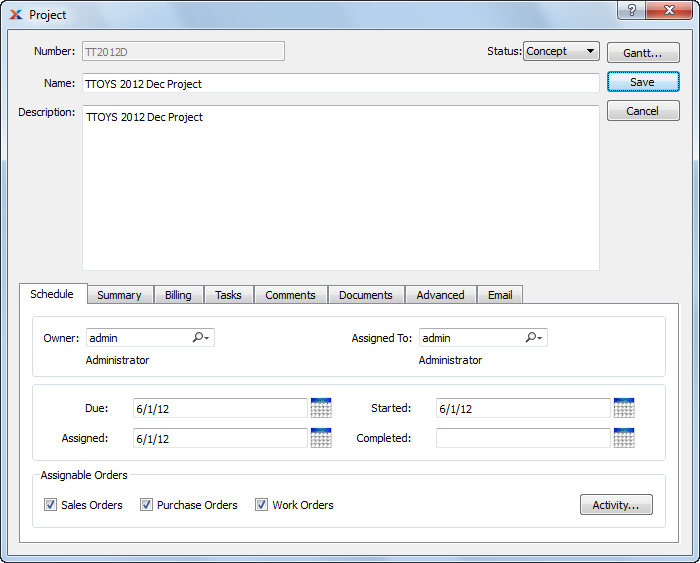 Project
Number: TT2012D Status: Concept Gantt...
Name: TTOYS 2012 Dec Project Save
Description: TTOYS 2012 Dec Project Cancel
Schedule Summary Billing Tasks Comments Documents Advanced Email
Owner: admin Assigned To: admin
Administrator Administrator
Due: 6/1/12 Started: 6/1/12
Assigned: 6/1/12 Completed:
Assignable Orders
Sales Orders Purchase Orders Work Orders Activity...